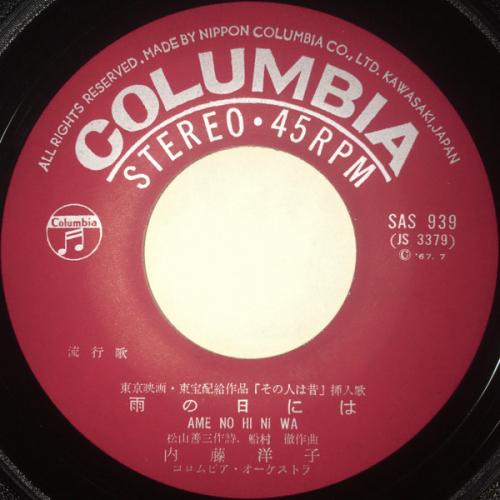 ALL RIGHTS RESERVED. MADE BY NIPPON COLUMBIA CO., LTD. KAWASAKI, JAPAN
COLUMBIA
STEREO・45RPM
Columbia
SAS 939
(JS 3379)
Ⓒ '67. 7
流行歌
東京映画・東宝配給作品『その人は昔』挿入歌
雨の日には
AME NO HI NI WA
松山善三作詩、船村 徹作曲
内藤洋子
コロムビア・オーケストラ